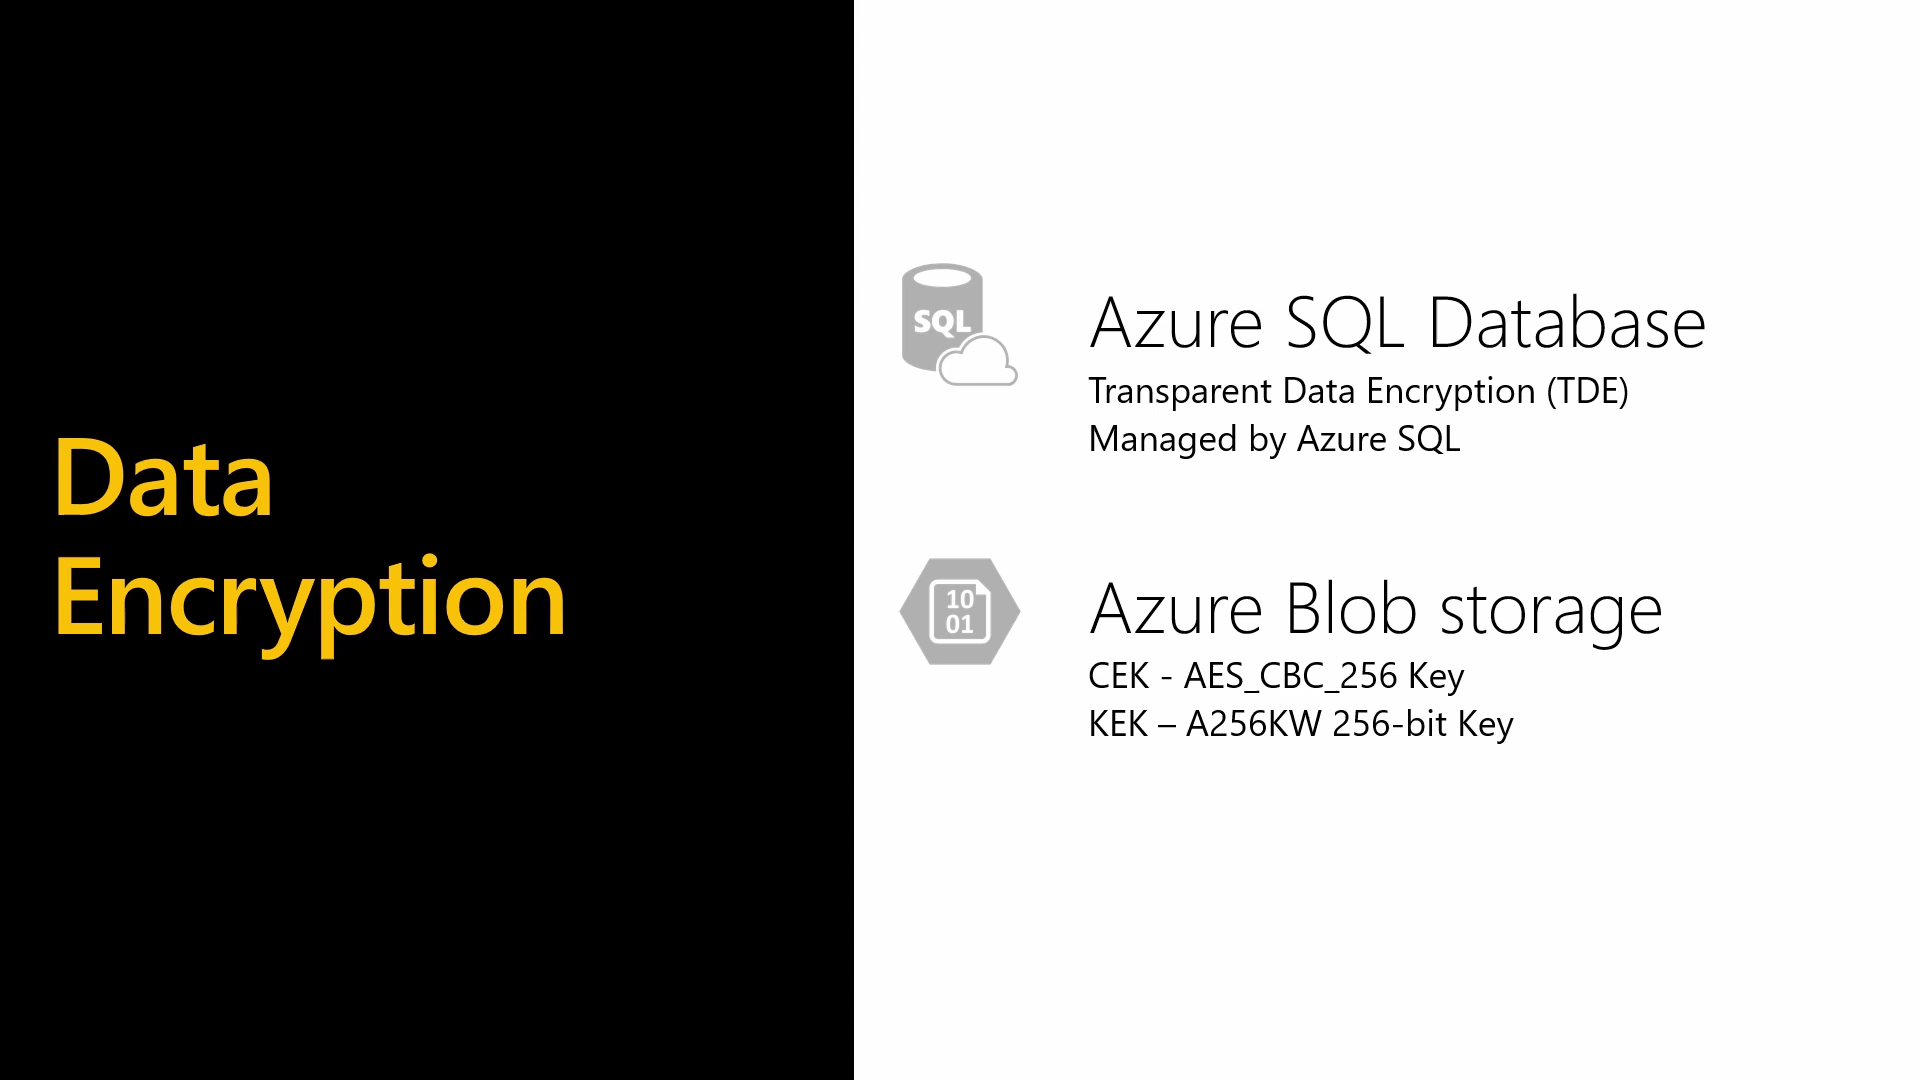 Data
Encryption
SQL
Azure SQL Database
Transparent Data Encryption (TDE)
Managed by Azure SQL
10
01
Azure Blob storage
CEK - AES_CBC_256 Key
KEK – A256KW 256-bit Key